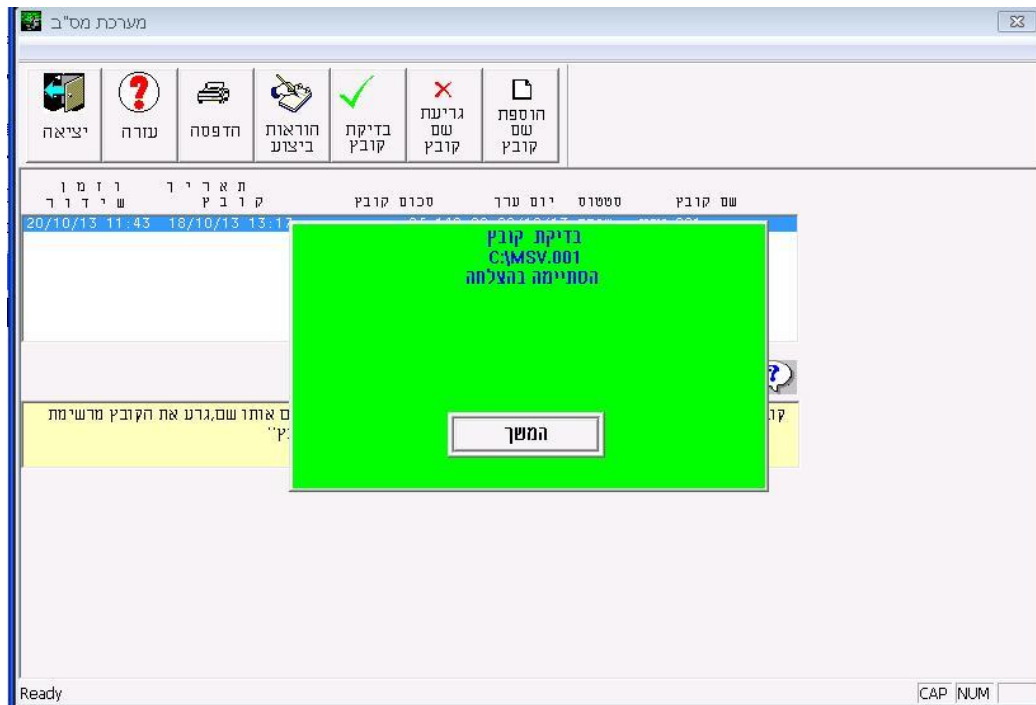 מערכת מס"ב
הוספת שם קובץ
גריעת שם קובץ
בדיקת קובץ
הוראות ביצוע
הדפסה
עזרה
יציאה
שם קובץ
סטטוס
יום ערך
סכום קובץ
תאריך קובץ
וזמן שידור
18/10/13 13:17
20/10/13 11:43
בדיקת קובץ
C:\MSV.001
הסתיימה בהצלחה
המשך
אותו שם,גרע את הקובץ מרשימת
Ready
CAP NUM